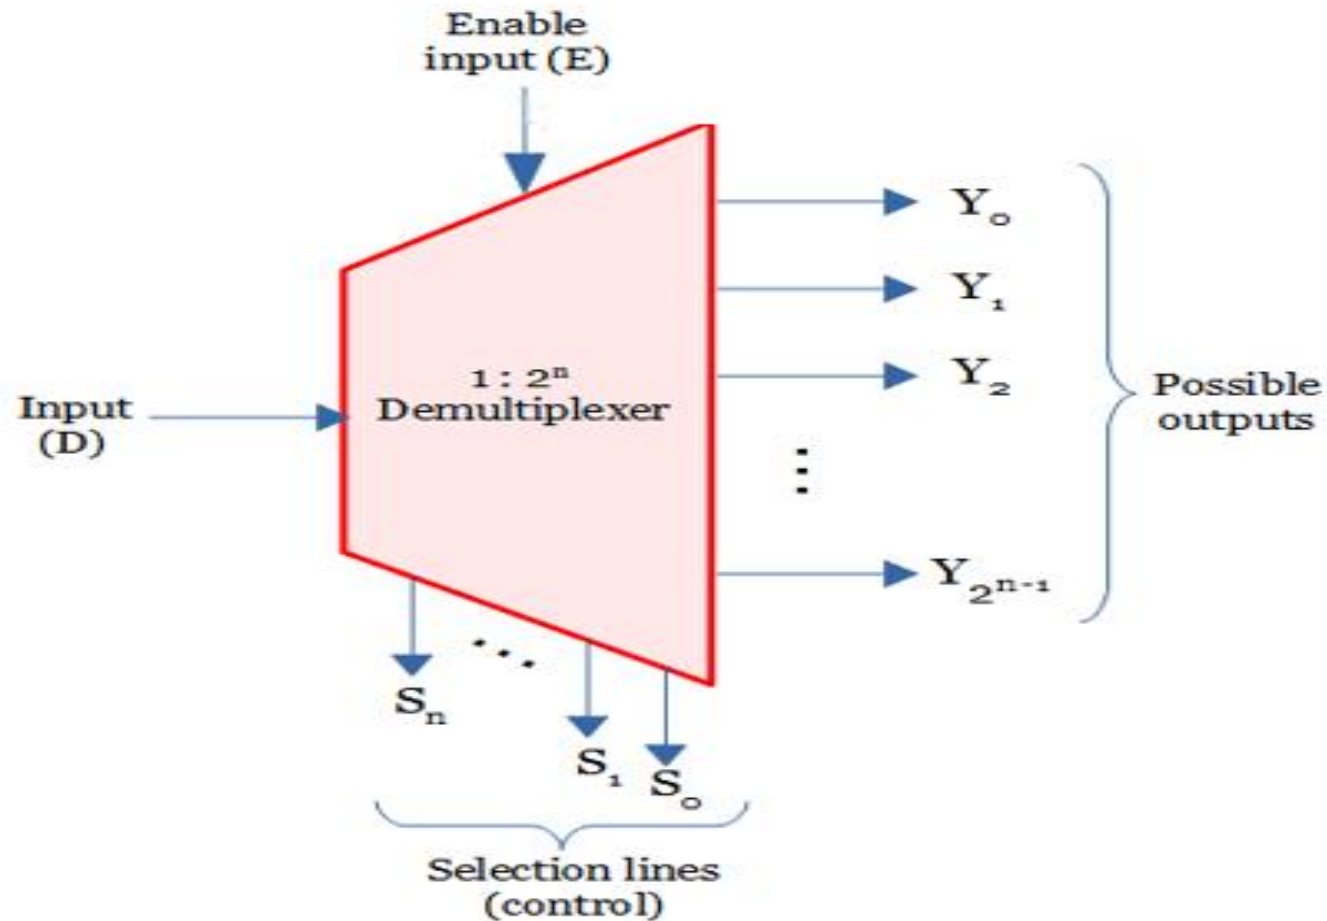 Enable
input (E)
Y₀
Y₁
1 : 2ⁿ
Demultiplexer
Y₂
Input
(D)
Possible
outputs
⋮
Y₂ⁿ⁻¹
Sₙ
...
S₁
S₀
Selection lines
(control)